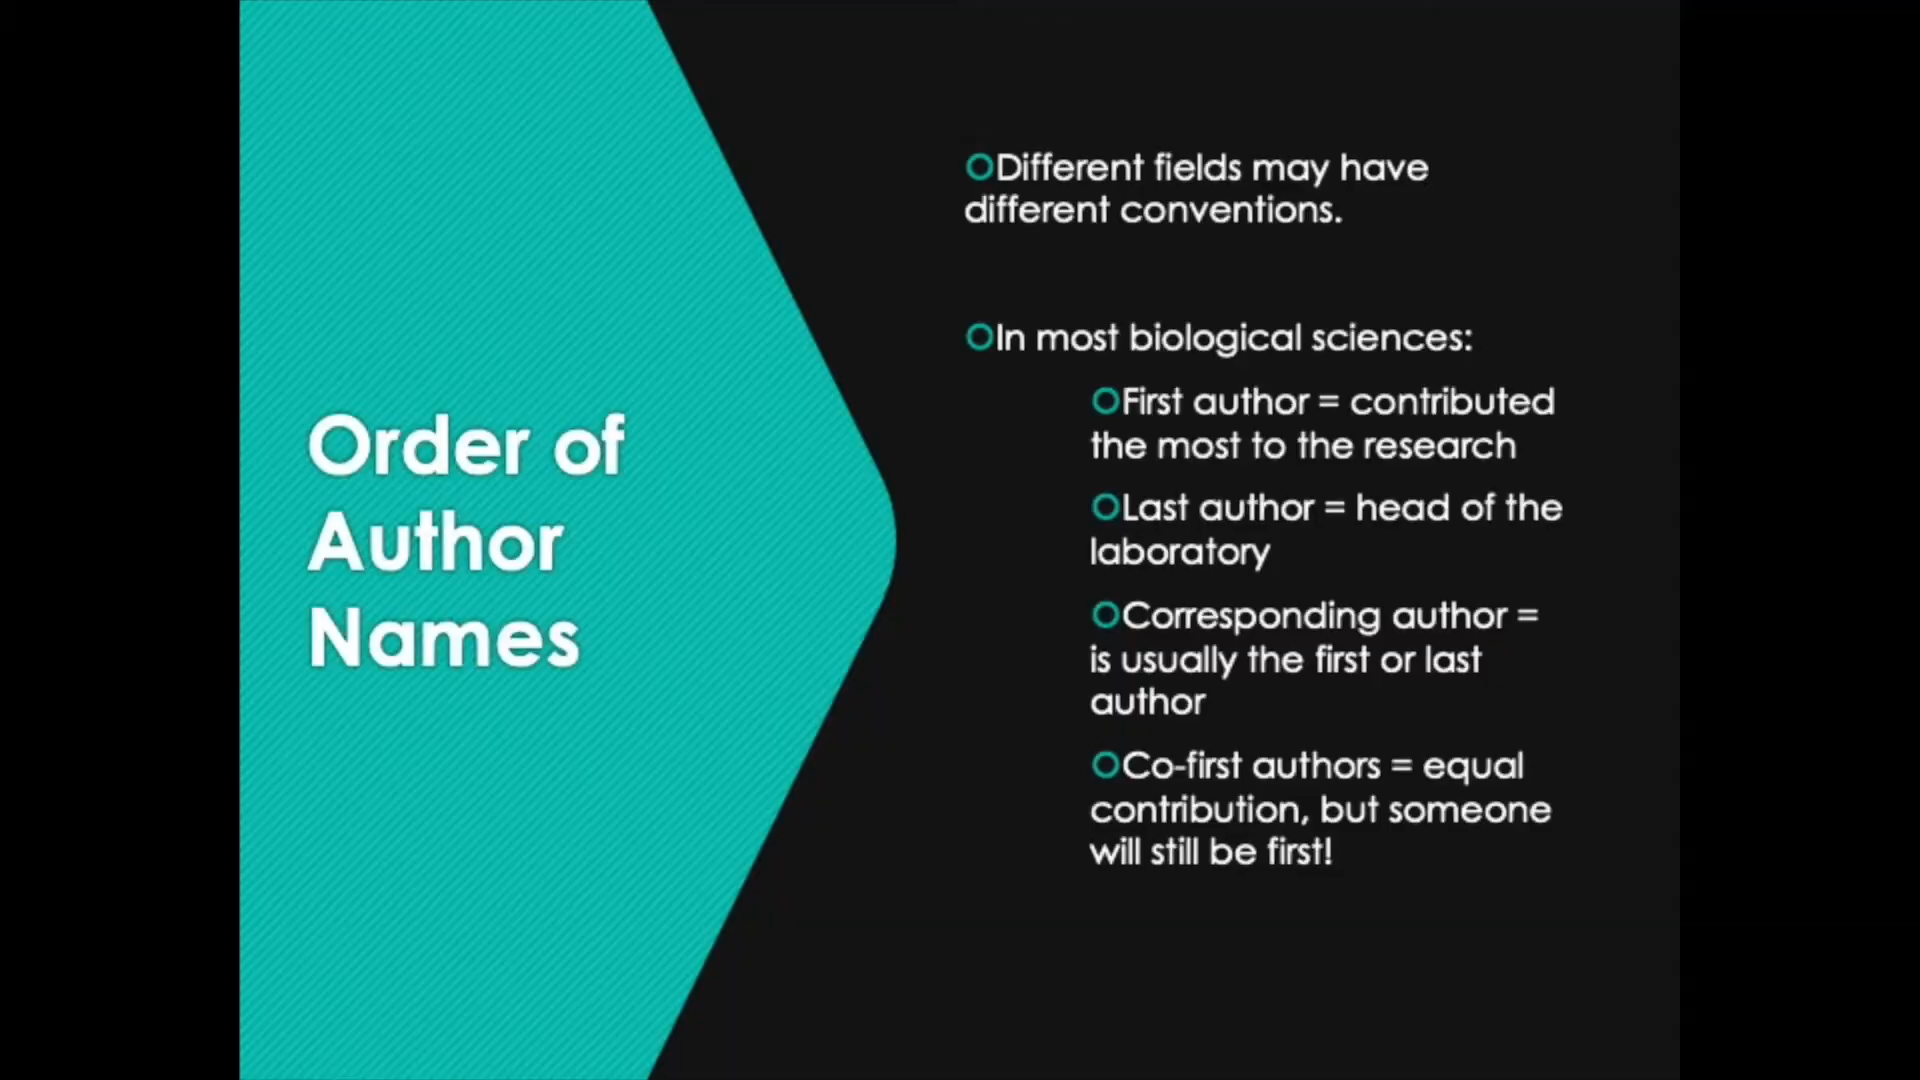 Order of
Author
Names
Different fields may have
different conventions.
In most biological sciences:
First author = contributed
the most to the research
Last author = head of the
laboratory
Corresponding author =
is usually the first or last
author
Co-first authors = equal
contribution, but someone
will still be first!